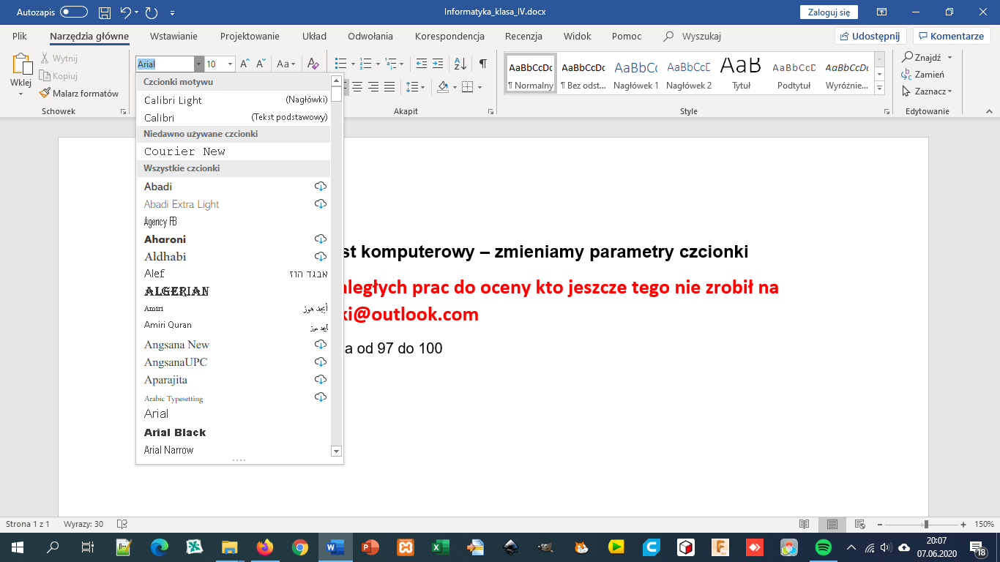 Autozapis
Informatyka_klasa_IV.docx
Zaloguj się
Plik
Narzędzia główne
Wstawianie
Projektowanie
Układ
Odwołania
Korespondencja
Recenzja
Widok
Pomoc
Wyszukaj
Udostępnij
Komentarze
Wklej
Wytnij
Kopiuj
Malarz formatów
Schowek
Arial
10
Aa
Akapit
AaBbCcDc
¶ Normalny
AaBbCcDc
¶ Bez odst...
AaBbCc
Nagłówek 1
AaBbCcD
Nagłówek 2
AaB
Tytuł
AaBbCcD
Podtytuł
AaBbCcDc
Wyróżnie...
Style
Znajdź
Zamień
Zaznacz
Edytowanie
Czcionki motywu
Calibri Light (Nagłówki)
Calibri (Tekst podstawowy)
Niedawno używane czcionki
Courier New
Wszystkie czcionki
Abadi
Abadi Extra Light
Agency FB
Aharoni
Aldhabi
Alef אבגד הוז
ALGERIAN
Amiri أبجد هوز
Amiri Quran أبجد هوز
Angsana New
AngsanaUPC
Aparajita
Arabic Typesetting
Arial
Arial Black
Arial Narrow
st komputerowy – zmieniamy parametry czcionki
ległych prac do oceny kto jeszcze tego nie zrobił na
ki@outlook.com
a od 97 do 100
Strona 1 z 1
Wyrazy: 30
150%
20:07
07.06.2020
18